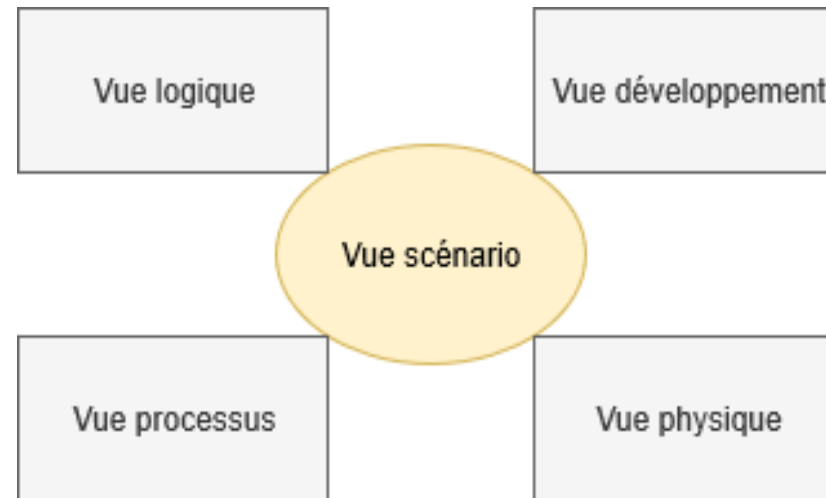 Vue logique
Vue développement
Vue scénario
Vue processus
Vue physique